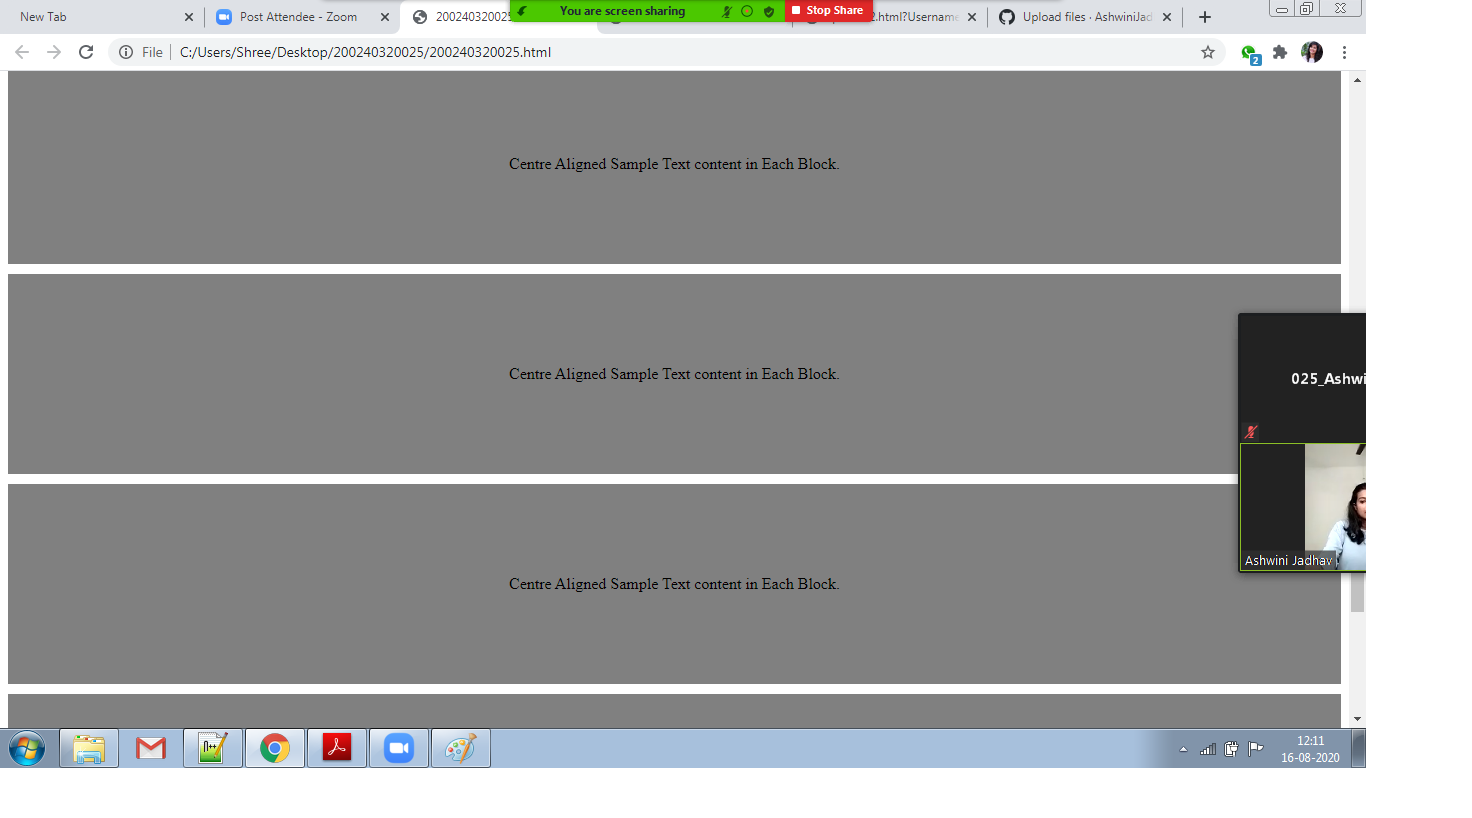 New Tab
Post Attendee - Zoom
200240320025
You are screen sharing
Stop Share
2.html?Username
Upload files · AshwiniJad
File
C:/Users/Shree/Desktop/200240320025/200240320025.html
2
Centre Aligned Sample Text content in Each Block.
Centre Aligned Sample Text content in Each Block.
025_Ashwi
Ashwini Jadhav
Centre Aligned Sample Text content in Each Block.
12:11
16-08-2020